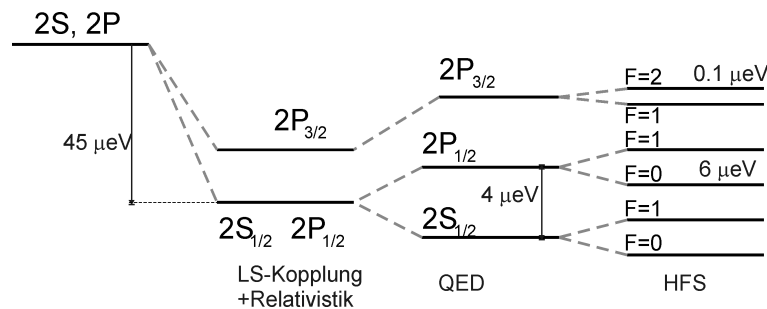 2S, 2P
45 µeV
2P3/2
2S1/2 2P1/2
LS-Kopplung
+Relativistik
2P3/2
2P1/2
4 µeV
2S1/2
QED
F=2 0.1 µeV
F=1
F=1
F=0 6 µeV
F=1
F=0
HFS